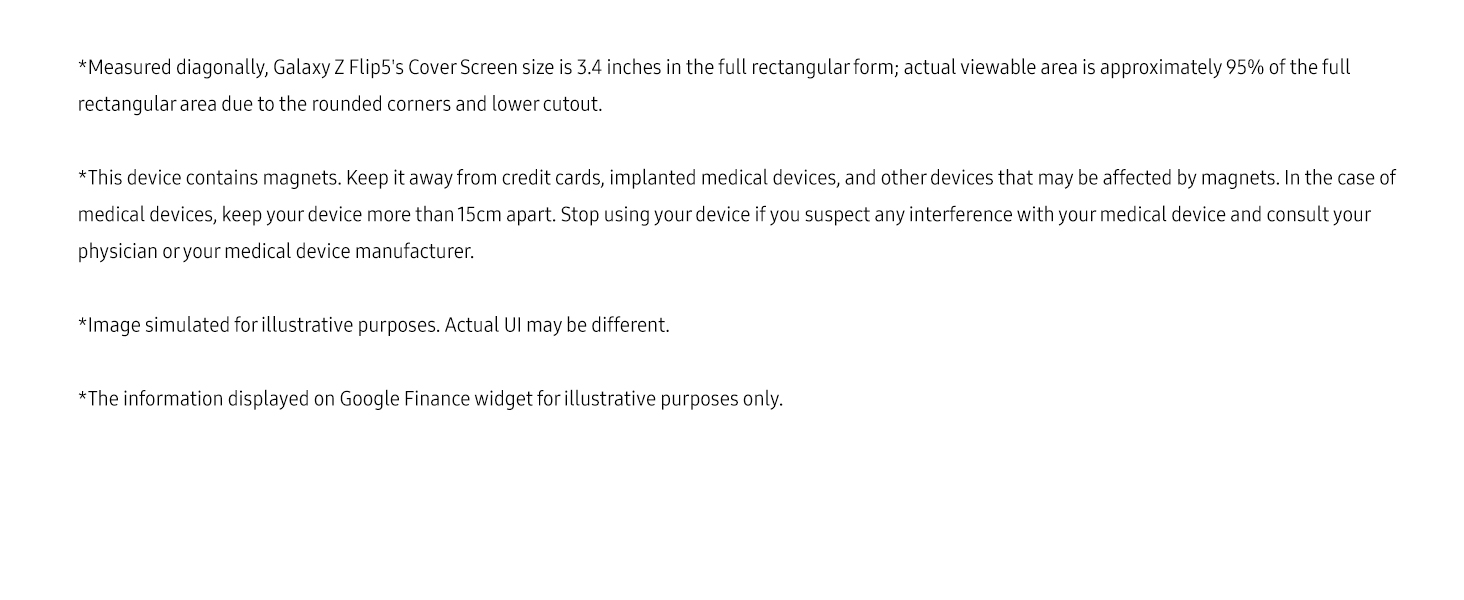 *Measured diagonally, Galaxy Z Flip5's Cover Screen size is 3.4 inches in the full rectangular form; actual viewable area is approximately 95% of the full
rectangular area due to the rounded corners and lower cutout.
*This device contains magnets. Keep it away from credit cards, implanted medical devices, and other devices that may be affected by magnets. In the case of
medical devices, keep your device more than 15cm apart. Stop using your device if you suspect any interference with your medical device and consult your
physician or your medical device manufacturer.
*Image simulated for illustrative purposes. Actual UI may be different.
*The information displayed on Google Finance widget for illustrative purposes only.